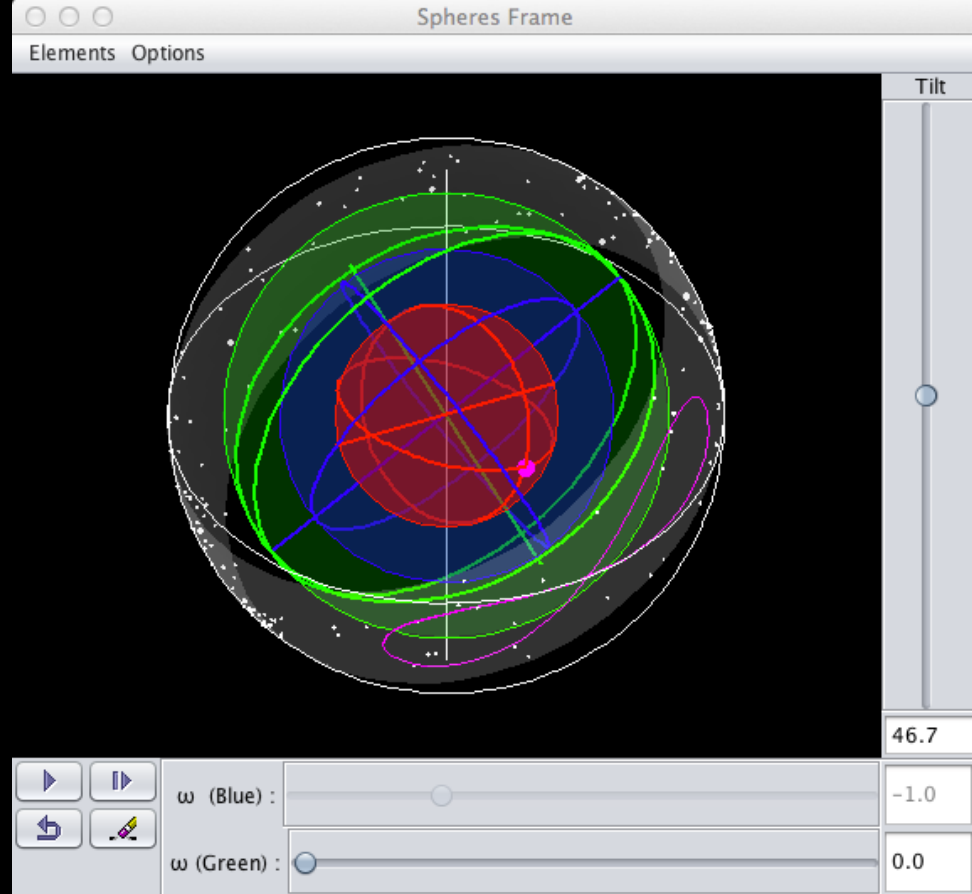 Spheres Frame
Elements Options
Tilt
46.7
ω (Blue) : -1.0
ω (Green) : 0.0